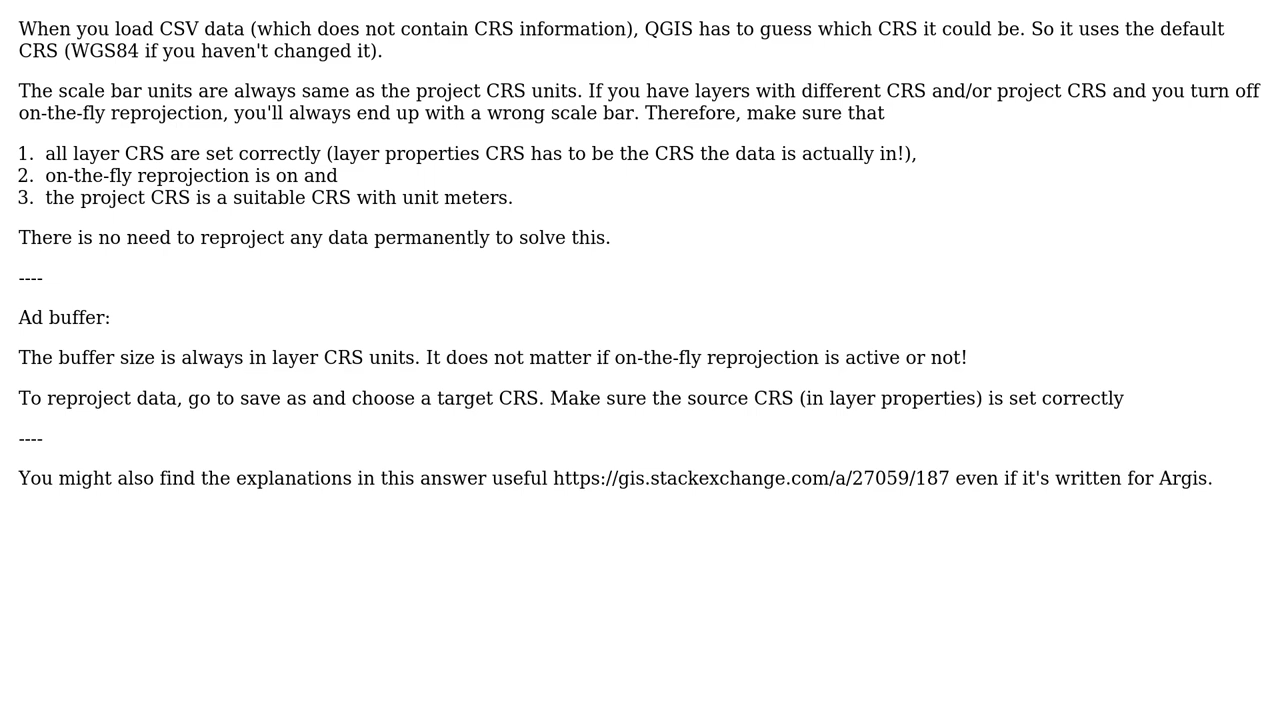 When you load CSV data (which does not contain CRS information), QGIS has to guess which CRS it could be. So it uses the default
CRS (WGS84 if you haven't changed it).
The scale bar units are always same as the project CRS units. If you have layers with different CRS and/or project CRS and you turn off
on-the-fly reprojection, you'll always end up with a wrong scale bar. Therefore, make sure that
1. all layer CRS are set correctly (layer properties CRS has to be the CRS the data is actually in!),
2. on-the-fly reprojection is on and
3. the project CRS is a suitable CRS with unit meters.
There is no need to reproject any data permanently to solve this.
----
Ad buffer:
The buffer size is always in layer CRS units. It does not matter if on-the-fly reprojection is active or not!
To reproject data, go to save as and choose a target CRS. Make sure the source CRS (in layer properties) is set correctly
----
You might also find the explanations in this answer useful https://gis.stackexchange.com/a/27059/187 even if it's written for Argis.